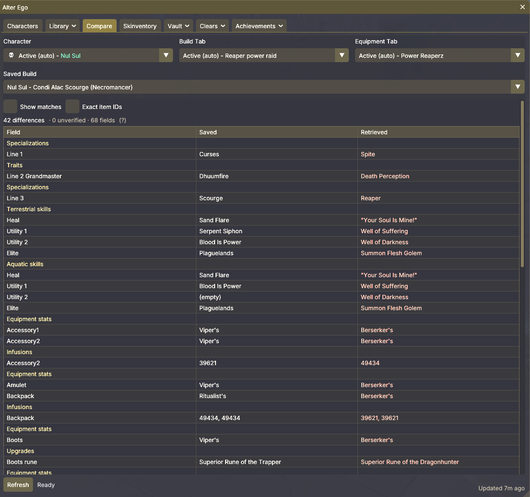 Alter Ego
Characters Library Compare Skinventory Vault Clears Achievements
Character Build Tab Equipment Tab
Active (auto) - Nul Sul Active (auto) - Reaper power raid Active (auto) - Power Reaperz
Saved Build
Nul Sul - Condi Alac Scourge (Necromancer)
Show matches Exact item IDs
42 differences · 0 unverified · 68 fields (?)
Field Saved Retrieved
Specializations
Line 1 Curses Spite
Traits
Line 2 Grandmaster Dhuumfire Death Perception
Specializations
Line 3 Scourge Reaper
Terrestrial skills
Heal Sand Flare "Your Soul Is Mine!"
Utility 1 Serpent Siphon Well of Suffering
Utility 2 Blood Is Power Well of Darkness
Elite Plaguelands Summon Flesh Golem
Aquatic skills
Heal Sand Flare "Your Soul Is Mine!"
Utility 1 Blood Is Power Well of Suffering
Utility 2 (empty) Well of Darkness
Elite Plaguelands Summon Flesh Golem
Equipment stats
Accessory1 Viper's Berserker's
Accessory2 Viper's Berserker's
Infusions
Accessory2 39621 49434
Equipment stats
Amulet Viper's Berserker's
Backpack Ritualist's Berserker's
Infusions
Backpack 49434, 49434 39621, 39621
Equipment stats
Boots Viper's Berserker's
Upgrades
Boots rune Superior Rune of the Trapper Superior Rune of the Dragonhunter
Equipment stats
Refresh Ready Updated 7m ago